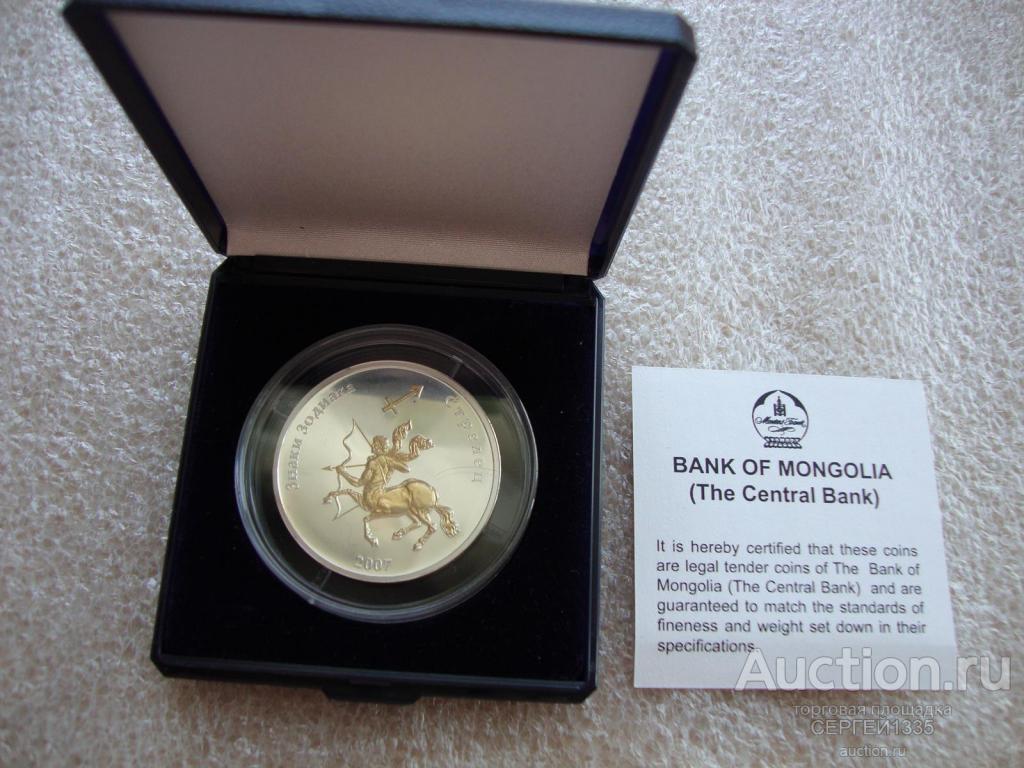 Знаки Зодиака
Стрелец
2007
BANK OF MONGOLIA
(The Central Bank)
It is hereby certified that these coins
are legal tender coins of The Bank of
Mongolia (The Central Bank) and are
guaranteed to match the standards of
fineness and weight set down in their
specifications.
Auction.ru
торговая площадка
СЕРГЕЙ1335
auction.ru